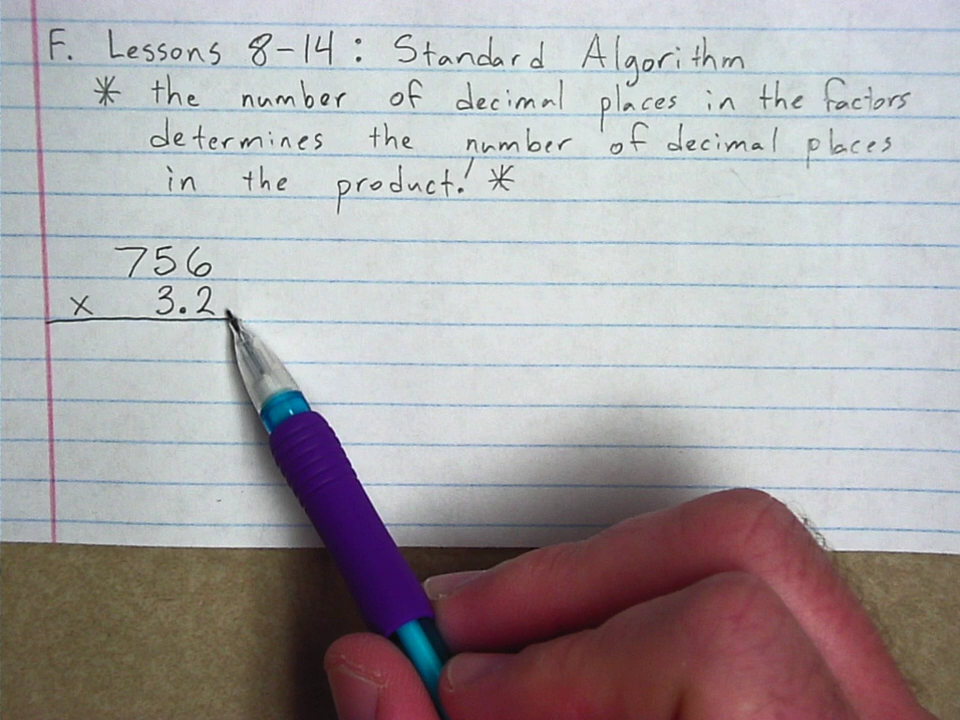 F. Lessons 8-14: Standard Algorithm
* the number of decimal places in the factors
determines the number of decimal places
in the product! *
756
x 3.2